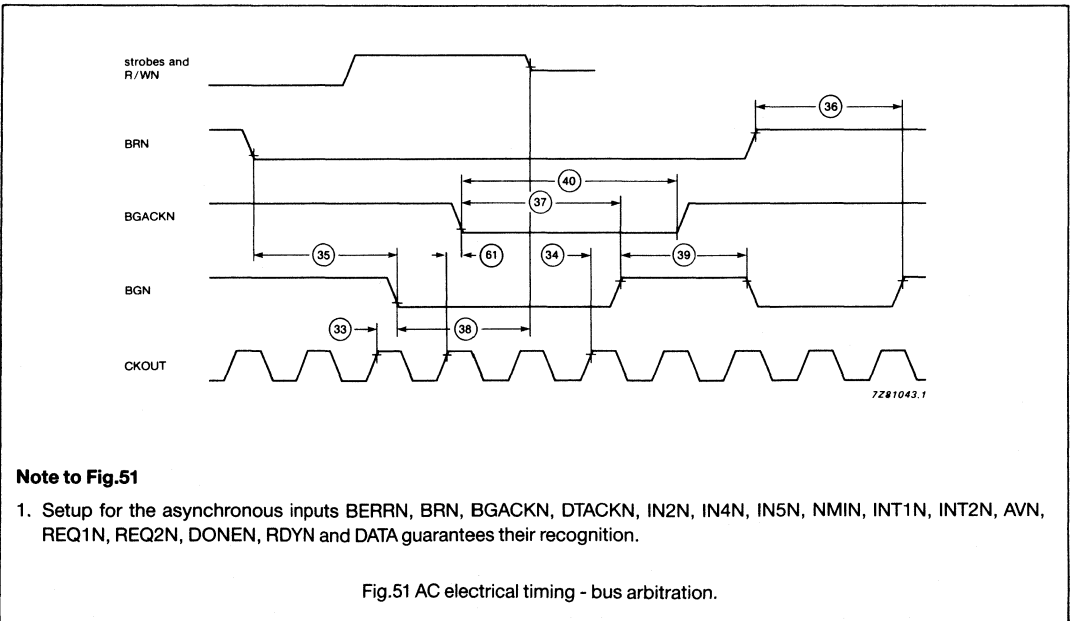 strobes and
R/WN
36
BRN
40
37
BGACKN
35
61
34
39
BGN
33
38
CKOUT
7Z81043.1
Note to Fig.51
1. Setup for the asynchronous inputs BERRN, BRN, BGACKN, DTACKN, IN2N, IN4N, IN5N, NMIN, INT1N, INT2N, AVN,
REQ1N, REQ2N, DONEN, RDYN and DATA guarantees their recognition.
Fig.51 AC electrical timing - bus arbitration.